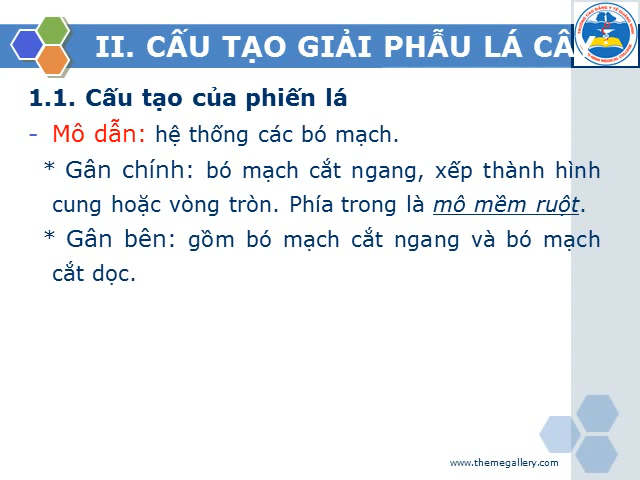 II. CẤU TẠO GIẢI PHẪU LÁ CÂ
1.1. Cấu tạo của phiến lá
- Mô dẫn: hệ thống các bó mạch.
* Gân chính: bó mạch cắt ngang, xếp thành hình
cung hoặc vòng tròn. Phía trong là mô mềm ruột.
* Gân bên: gồm bó mạch cắt ngang và bó mạch
cắt dọc.
www.themegallery.com